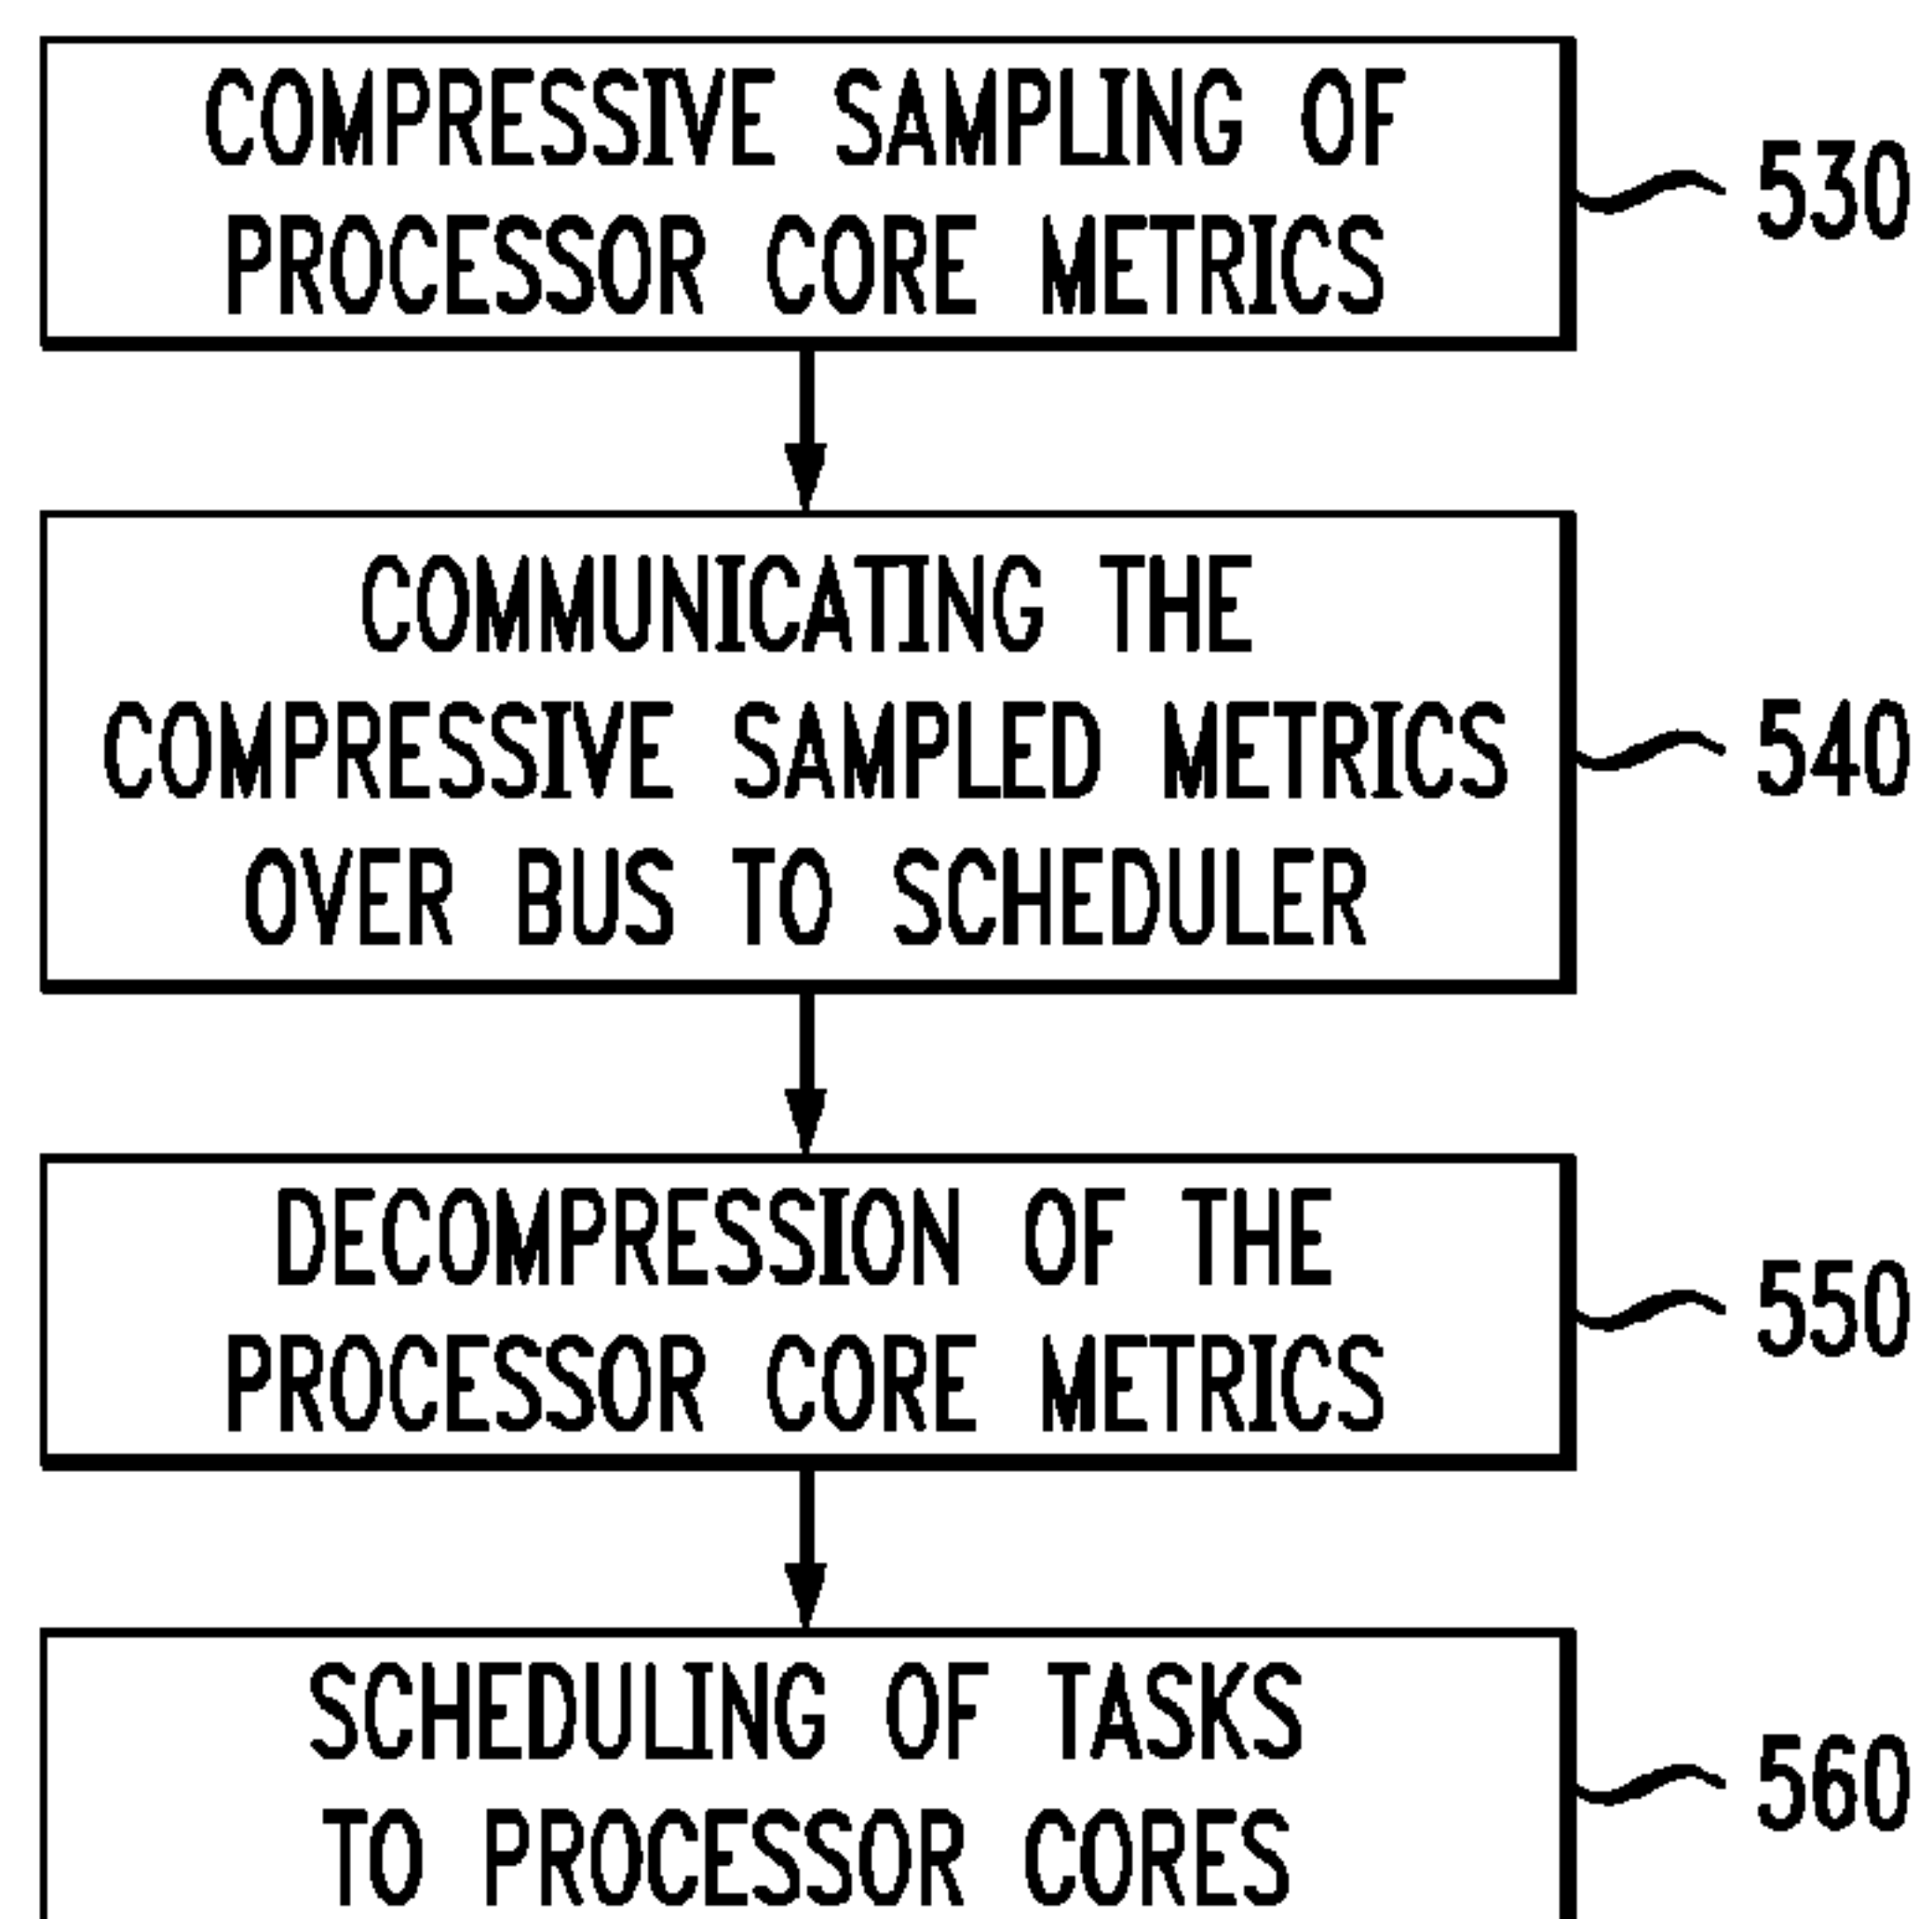 COMPRESSIVE SAMPLING OF
PROCESSOR CORE METRICS
530
COMMUNICATING THE
COMPRESSIVE SAMPLED METRICS
OVER BUS TO SCHEDULER
540
DECOMPRESSION OF THE
PROCESSOR CORE METRICS
550
SCHEDULING OF TASKS
TO PROCESSOR CORES
560